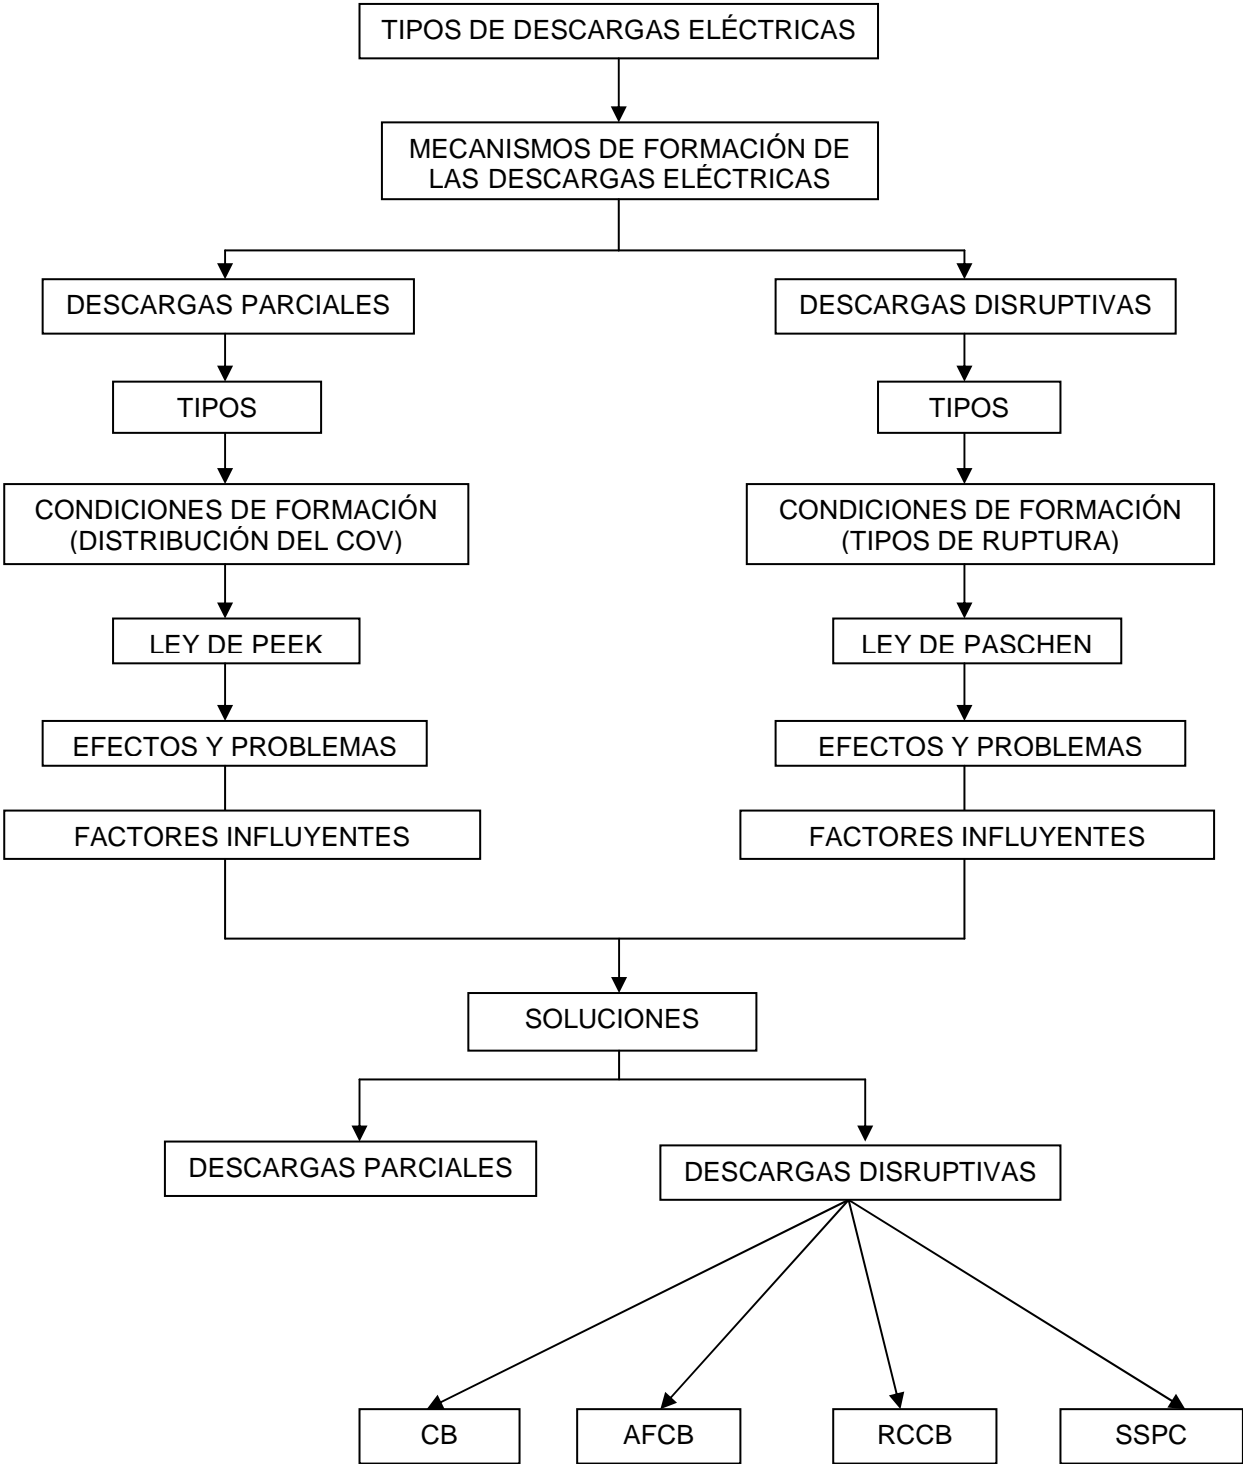 TIPOS DE DESCARGAS ELÉCTRICAS
MECANISMOS DE FORMACIÓN DE
LAS DESCARGAS ELÉCTRICAS
DESCARGAS PARCIALES
DESCARGAS DISRUPTIVAS
TIPOS
TIPOS
CONDICIONES DE FORMACIÓN
(DISTRIBUCIÓN DEL COV)
CONDICIONES DE FORMACIÓN
(TIPOS DE RUPTURA)
LEY DE PEEK
LEY DE PASCHEN
EFECTOS Y PROBLEMAS
EFECTOS Y PROBLEMAS
FACTORES INFLUYENTES
FACTORES INFLUYENTES
SOLUCIONES
DESCARGAS PARCIALES
DESCARGAS DISRUPTIVAS
CB
AFCB
RCCB
SSPC